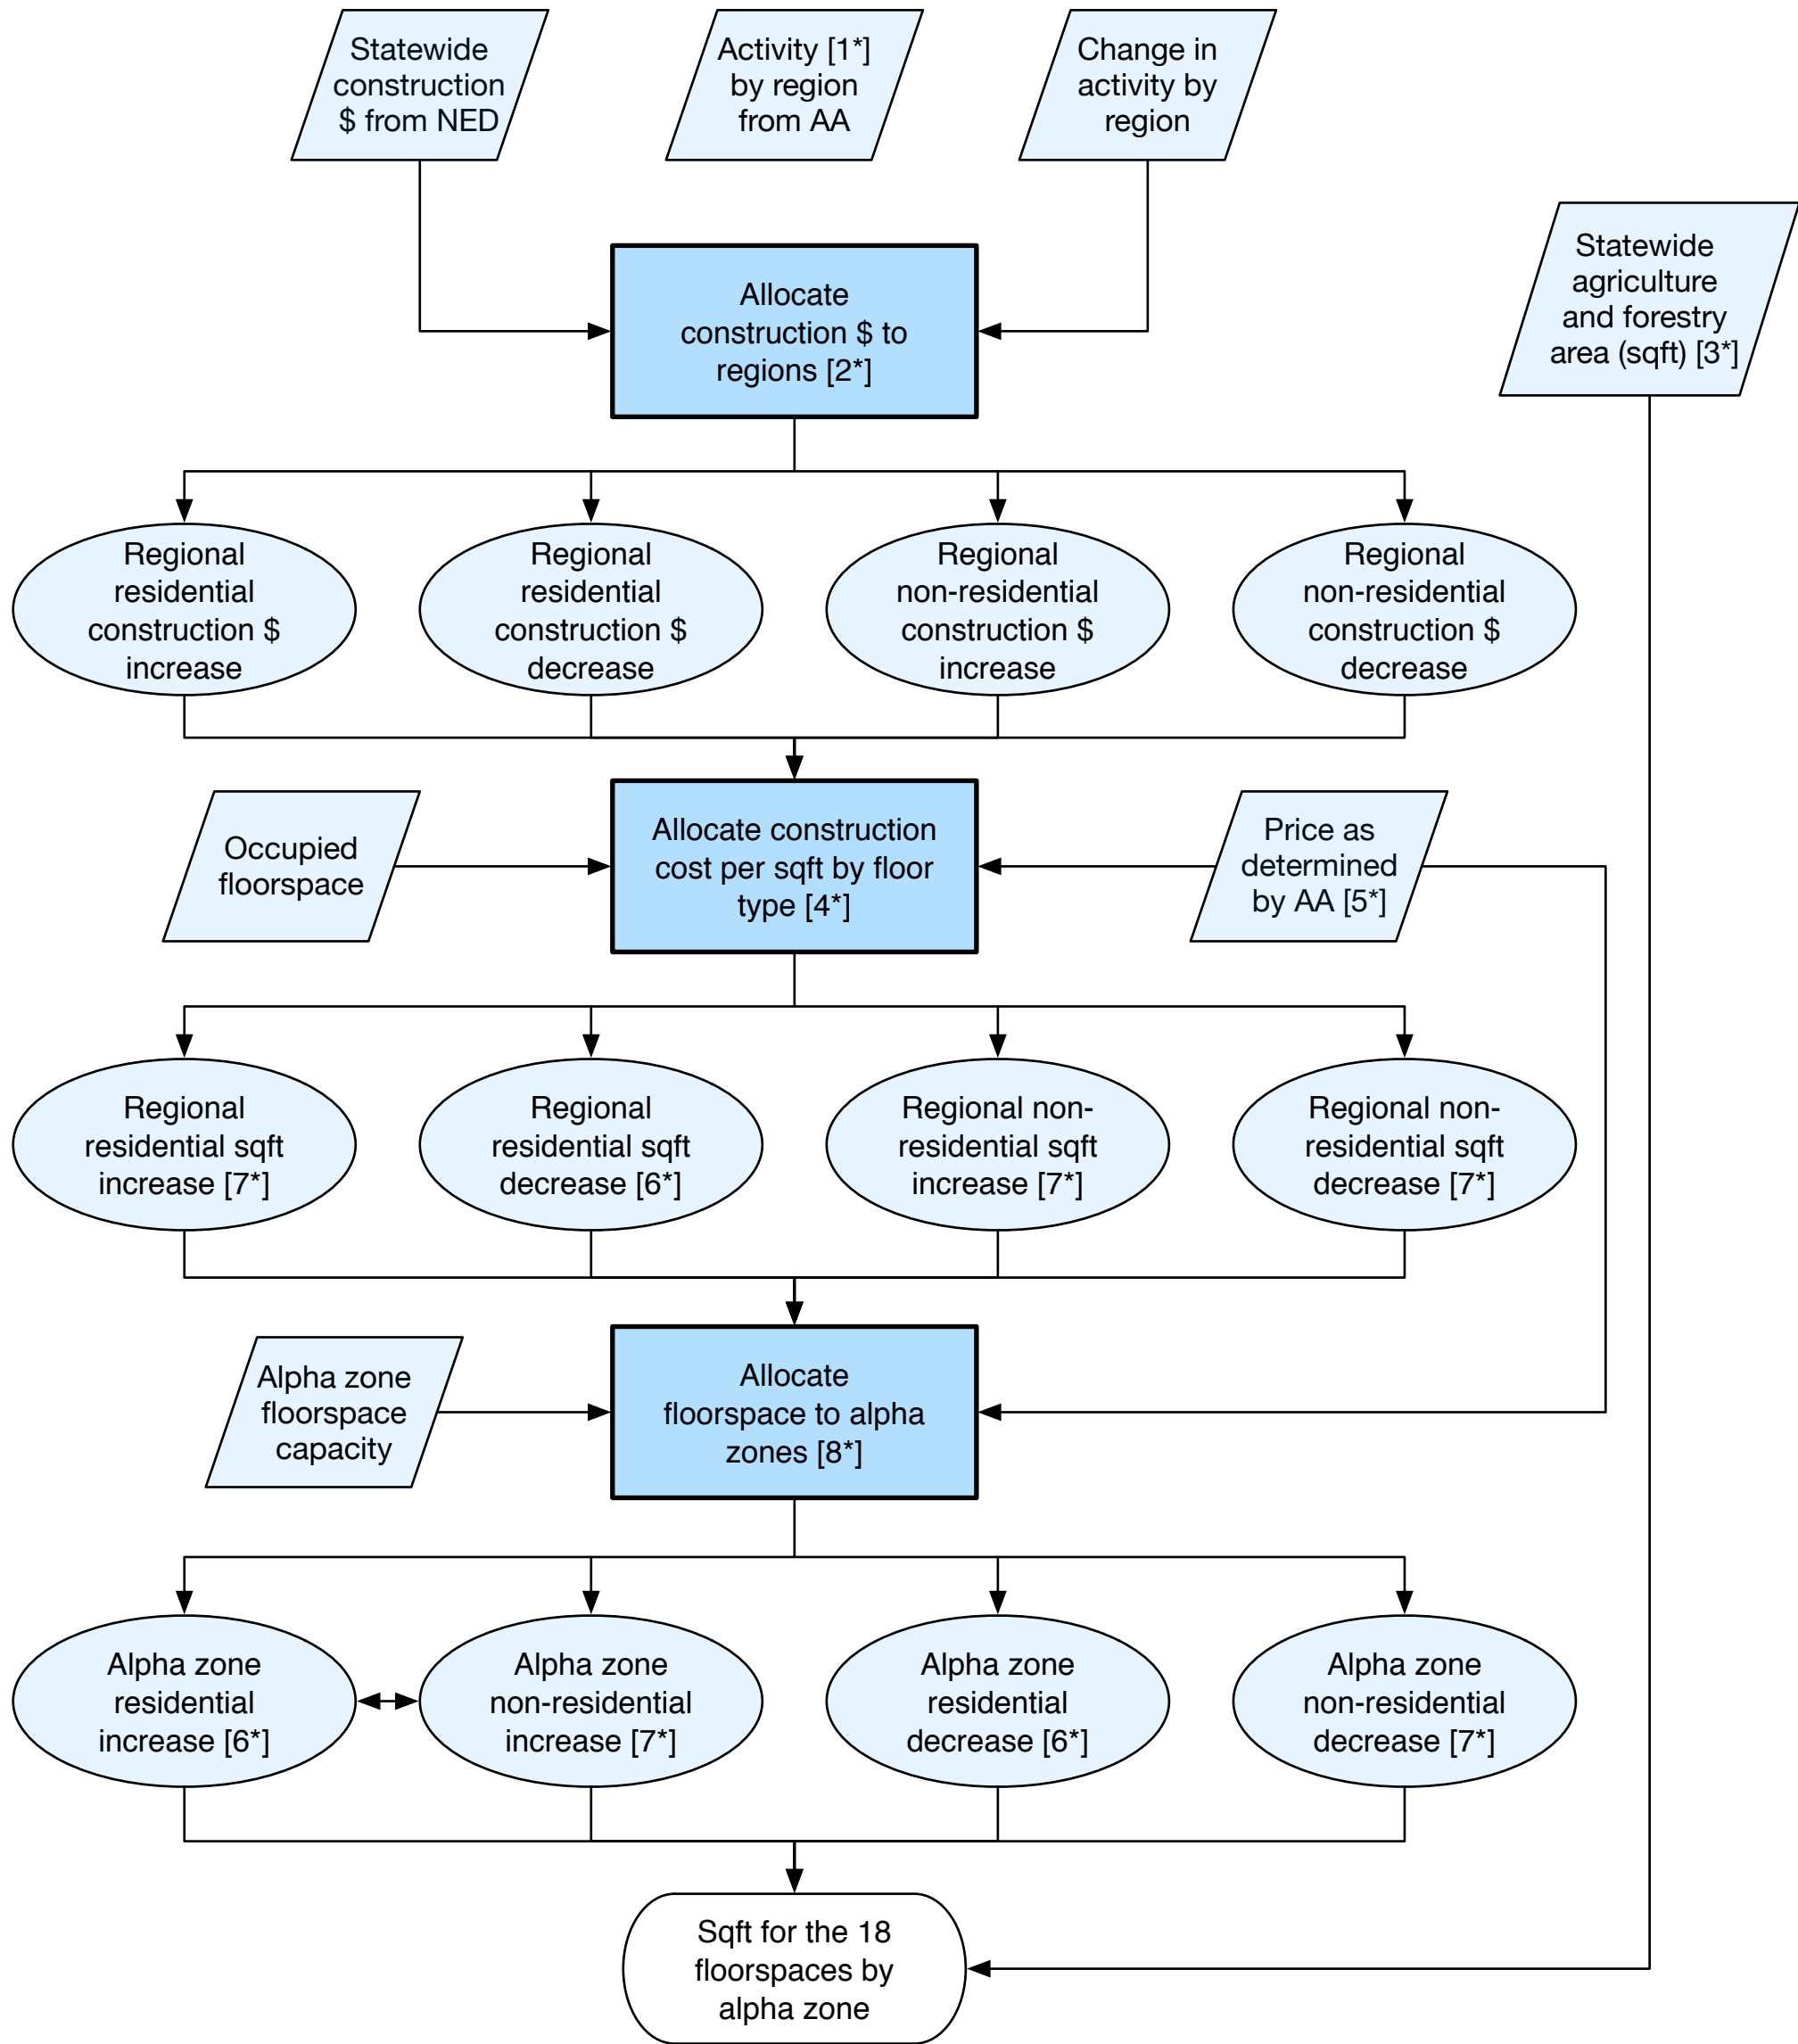 Statewide
construction
$ from NED
Activity [1*]
by region
from AA
Change in
activity by
region
Statewide
agriculture
and forestry
area (sqft) [3*]
Allocate
construction $ to
regions [2*]
Regional
residential
construction $
increase
Regional
residential
construction $
decrease
Regional
non-residential
construction $
increase
Regional
non-residential
construction $
decrease
Occupied
floorspace
Allocate construction
cost per sqft by floor
type [4*]
Price as
determined
by AA [5*]
Regional
residential sqft
increase [7*]
Regional
residential sqft
decrease [6*]
Regional non-
residential sqft
increase [7*]
Regional non-
residential sqft
decrease [7*]
Alpha zone
floorspace
capacity
Allocate
floorspace to alpha
zones [8*]
Alpha zone
residential
increase [6*]
Alpha zone
non-residential
increase [7*]
Alpha zone
residential
decrease [6*]
Alpha zone
non-residential
decrease [7*]
Sqft for the 18
floorspaces by
alpha zone